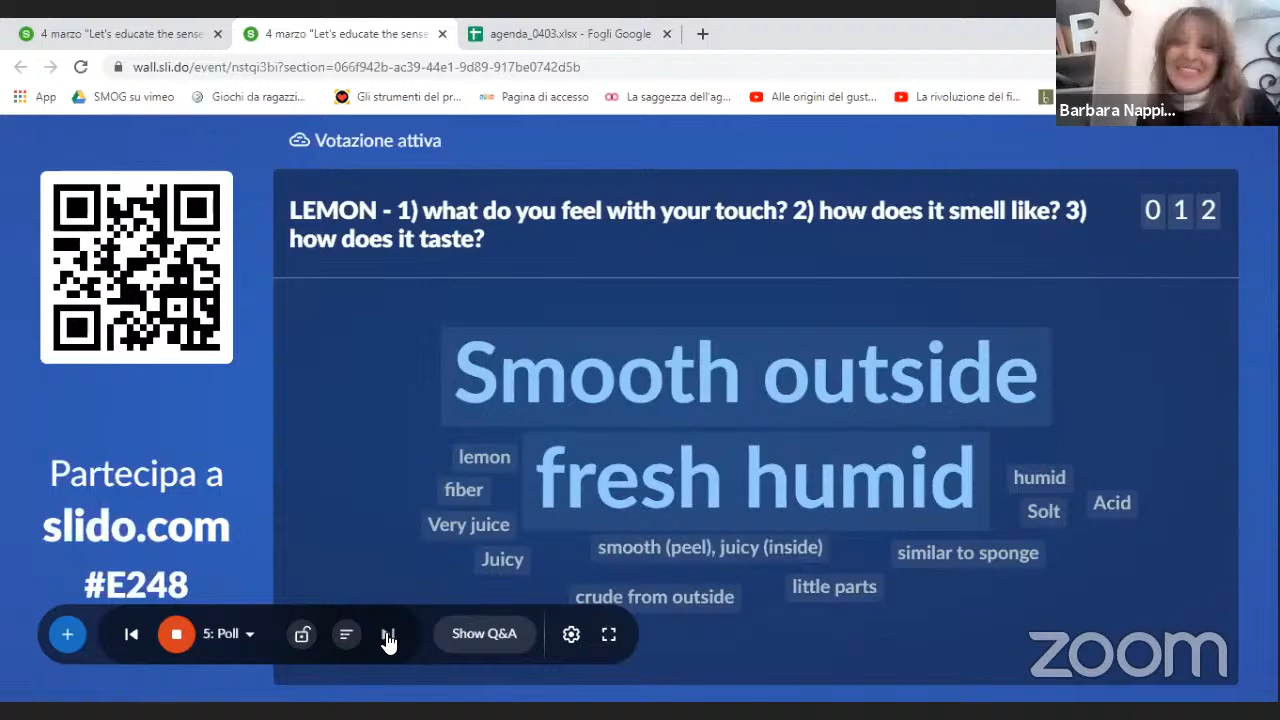 4 marzo "Let's educate the sense
4 marzo "Let's educate the sense
agenda_0403.xlsx - Fogli Google
wall.sli.do/event/nstqi3bi?section=066f942b-ac39-44e1-9d89-917be0742d5b
App
SMOG su vimeo
Giochi da ragazzi...
Gli strumenti del pr...
Pagina di accesso
La saggezza dell'ag...
Alle origini del gust...
La rivoluzione del fi...
Barbara Nappi...
Votazione attiva
LEMON - 1) what do you feel with your touch? 2) how does it smell like? 3)
how does it taste?
0 1 2
Smooth outside
fresh humid
lemon
fiber
Very juice
Juicy
humid
Solt
Acid
smooth (peel), juicy (inside)
similar to sponge
little parts
crude from outside
Partecipa a
slido.com
#E248
5: Poll
Show Q&A
zoom